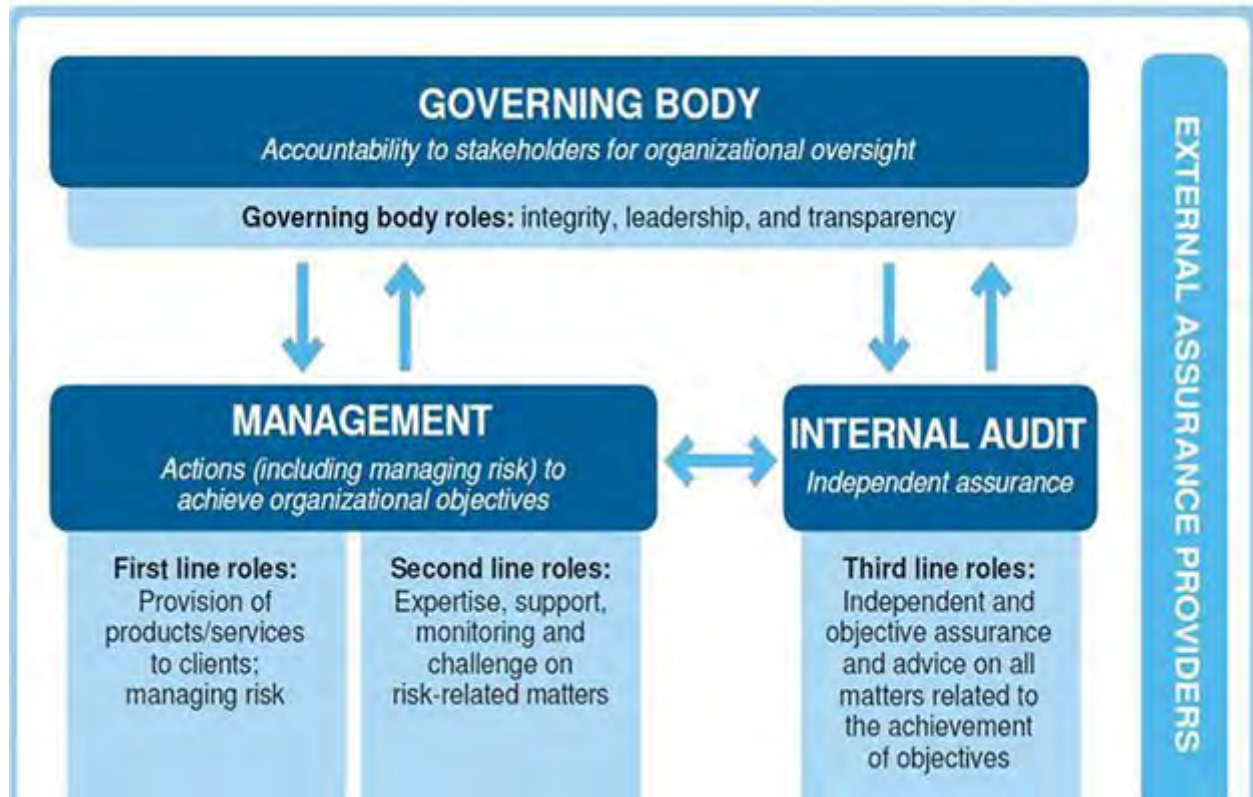 GOVERNING BODY
Accountability to stakeholders for organizational oversight
Governing body roles: integrity, leadership, and transparency
MANAGEMENT
Actions (including managing risk) to
achieve organizational objectives
INTERNAL AUDIT
Independent assurance
First line roles:
Provision of
products/services
to clients;
managing risk
Second line roles:
Expertise, support,
monitoring and
challenge on
risk-related matters
Third line roles:
Independent and
objective assurance
and advice on all
matters related to
the achievement
of objectives
EXTERNAL ASSURANCE PROVIDERS